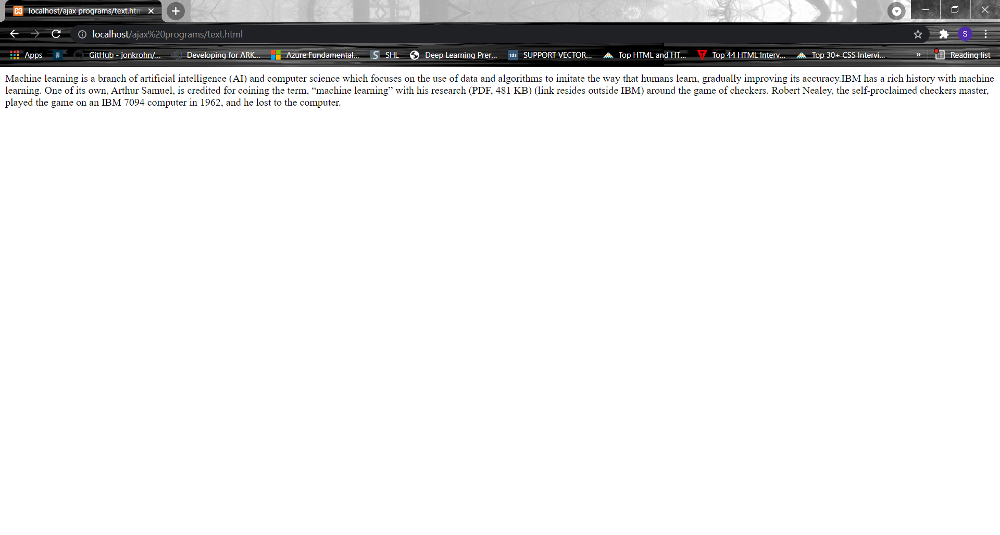 localhost/ajax programs/text.htm
localhost/ajax%20programs/text.html
S
Apps GitHub - jonkrohn/... Developing for ARK... Azure Fundamental... S SHL Deep Learning Prer... tds SUPPORT VECTOR... Top HTML and HT... T Top 44 HTML Interv... Top 30+ CSS Intervi... » Reading list
Machine learning is a branch of artificial intelligence (AI) and computer science which focuses on the use of data and algorithms to imitate the way that humans learn, gradually improving its accuracy.IBM has a rich history with machine
learning. One of its own, Arthur Samuel, is credited for coining the term, “machine learning” with his research (PDF, 481 KB) (link resides outside IBM) around the game of checkers. Robert Nealey, the self-proclaimed checkers master,
played the game on an IBM 7094 computer in 1962, and he lost to the computer.